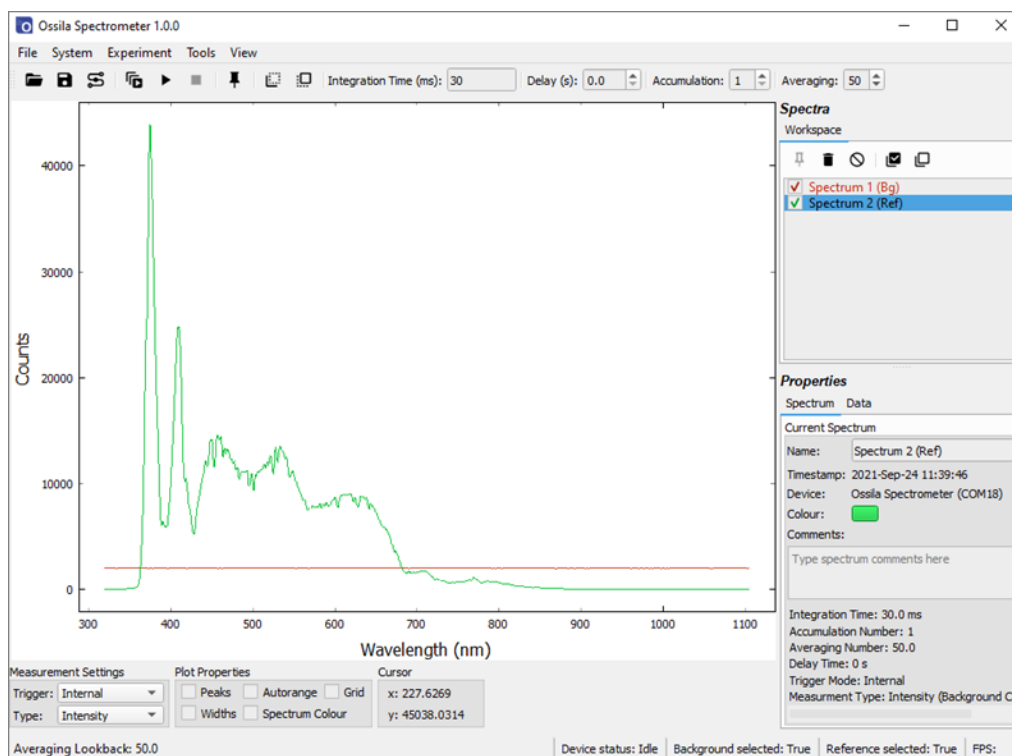 Ossila Spectrometer 1.0.0
File System Experiment Tools View
Integration Time (ms): 30 Delay (s): 0.0 Accumulation: 1 Averaging: 50
Spectra
Workspace
Spectrum 1 (Bg)
Spectrum 2 (Ref)
40000
30000
20000
10000
0
Counts
300 400 500 600 700 800 900 1000 1100
Wavelength (nm)
Properties
Spectrum Data
Current Spectrum
Name: Spectrum 2 (Ref)
Timestamp: 2021-Sep-24 11:39:46
Device: Ossila Spectrometer (COM18)
Colour:
Comments:
Type spectrum comments here
Integration Time: 30.0 ms
Accumulation Number: 1
Averaging Number: 50.0
Delay Time: 0 s
Trigger Mode: Internal
Measurment Type: Intensity (Background C
Measurement Settings
Trigger: Internal
Type: Intensity
Plot Properties
Peaks Autorange Grid
Widths Spectrum Colour
Cursor
x: 227.6269
y: 45038.0314
Averaging Lookback: 50.0
Device status: Idle Background selected: True Reference selected: True FPS: